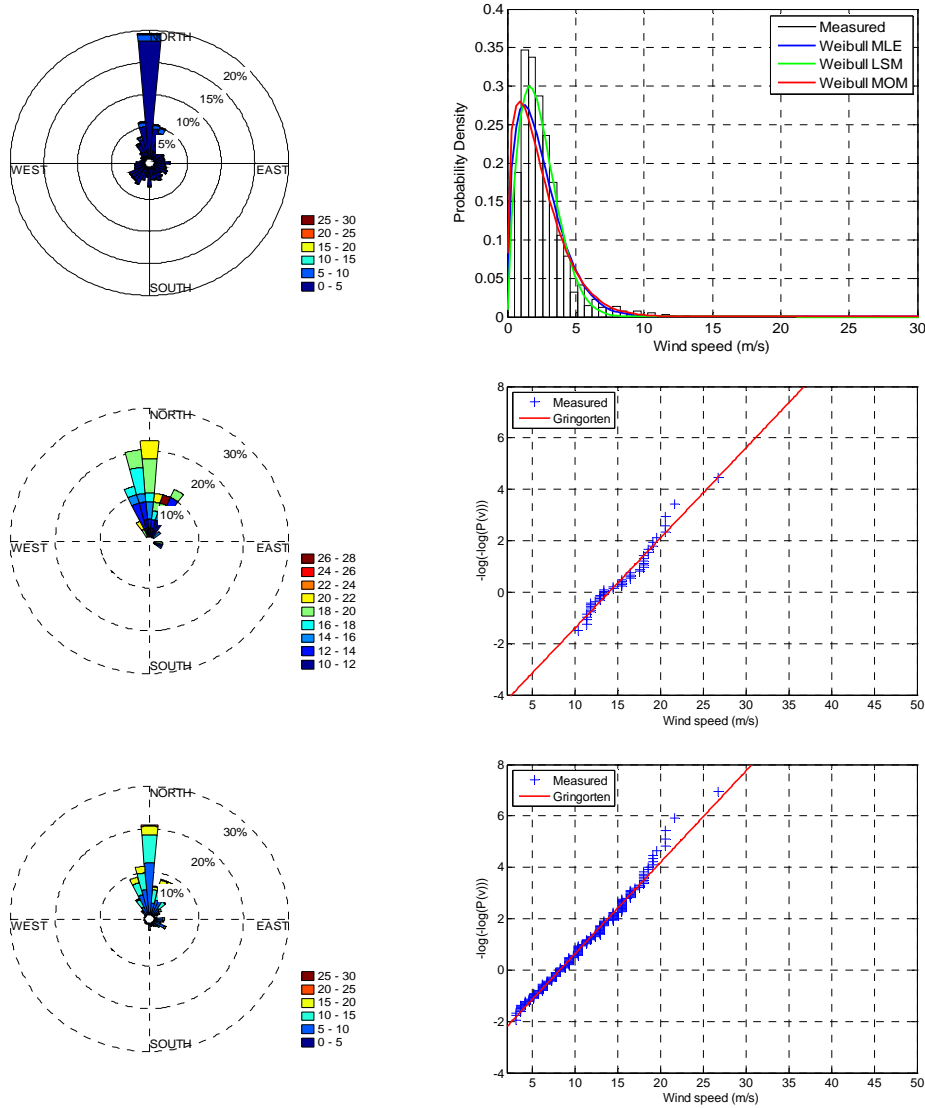 NORTH
20%
15%
10%
5%
WEST
EAST
SOUTH
25 - 30
20 - 25
15 - 20
10 - 15
5 - 10
0 - 5
0.4
0.35
0.3
0.25
0.2
0.15
0.1
0.05
0
Probability Density
Measured
Weibull MLE
Weibull LSM
Weibull MOM
0 5 10 15 20 25 30
Wind speed (m/s)
NORTH
30%
20%
10%
WEST
EAST
SOUTH
26 - 28
24 - 26
22 - 24
20 - 22
18 - 20
16 - 18
14 - 16
12 - 14
10 - 12
8
6
4
2
0
-2
-4
-log(-log(P(v)))
Measured
Gringorten
5 10 15 20 25 30 35 40 45 50
Wind speed (m/s)
NORTH
30%
20%
10%
WEST
EAST
SOUTH
25 - 30
20 - 25
15 - 20
10 - 15
5 - 10
0 - 5
8
6
4
2
0
-2
-4
-log(-log(P(v)))
Measured
Gringorten
5 10 15 20 25 30 35 40 45 50
Wind speed (m/s)